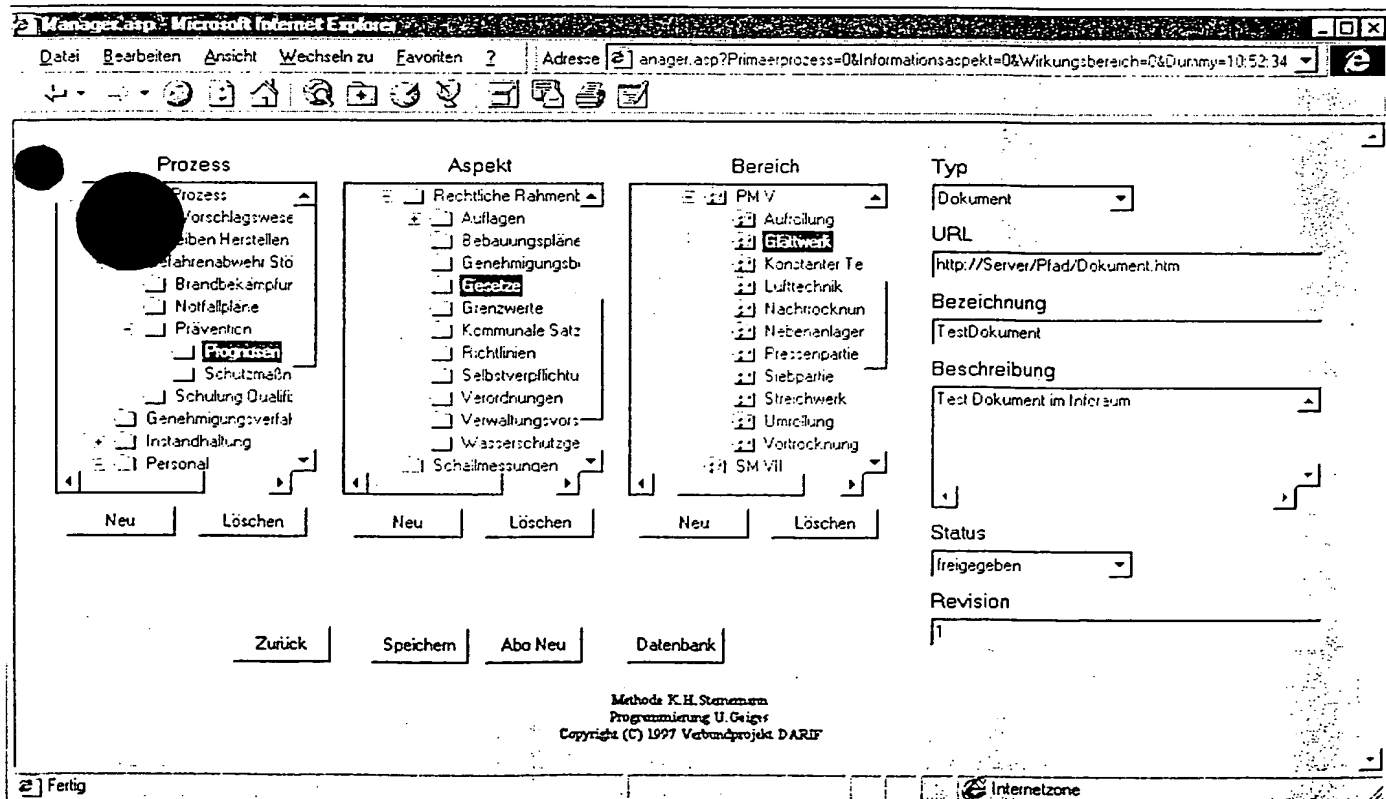 Manager.asp - Microsoft Internet Explorer
Datei Bearbeiten Ansicht Wechseln zu Favoriten ? Adresse anager.asp?Primaerprozess=0&Informationsaspekt=0&Wirkungsbereich=0&Dummy=10:52:34
Prozess
Prozess
Vorschlagswese
eiben Herstellen
efahrenabwehr Stö
Brandbekämpfur
Notfallpläne
Prävention
Prognosen
Schutzmaßn
Schulung Qualifi:
Genehmigungsverfah
Instandhaltung
Personal
Neu Löschen
Aspekt
Rechtliche Rahment
Auflagen
Bebauungspläne
Genehmigungsb
Gesetze
Grenzwerte
Kommunale Satz
Richtlinien
Selbstverpflichtu
Verordnungen
Verwaltungsvors
Wasserschutzge
Schallmessungen
Neu Löschen
Bereich
PM V
Aufrollung
Glättwerk
Konstanter Te
Lufttechnik
Nachtrocknun
Nebenanlager
Pressenpartie
Siebpartie
Streichwerk
Umrollung
Vortrocknung
SM VII
Neu Löschen
Typ
Dokument
URL
http://Server/Pfad/Dokument.htm
Bezeichnung
TestDokument
Beschreibung
Test Dokument im Inforaum
Status
freigegeben
Revision
1
Zurück Speichern Abo Neu Datenbank
Methode K.H. Stememann
Programmierung U. Geiges
Copyright (C) 1997 Verbundprojekt DARIF
Fertig Internetzone